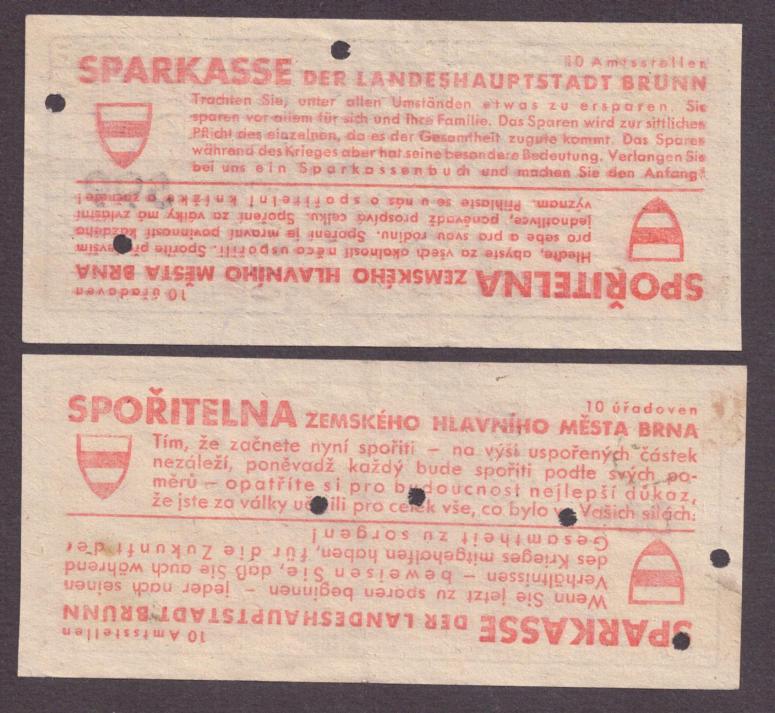 10 Amtsstellen
SPARKASSE DER LANDESHAUPTSTADT BRÜNN
Trachten Sie, unter allen Umständen etwas zu ersparen. Sie
sparen vor allem für sich und Ihre Familie. Das Sparen wird zur sittlichen
Pflicht des einzelnen, da es der Gesamtheit zugute kommt. Das Sparen
während des Krieges aber hat seine besondere Bedeutung. Verlangen Sie
bei uns ein Sparkassenbuch und machen Sie den Anfang!
10 úřadoven
SPOŘITELNA ZEMSKÉHO HLAVNÍHO MĚSTA BRNA
Hleďte, abyste za všech okolností něco uspořili. Spoříte především
pro sebe a pro svou rodinu. Spoření je mravní povinností každého
jednotlivce, poněvadž prospívá celku. Spoření za války má zvláštní
význam. Přihlaste se u nás o spořitelní knížku a začněte!
10 úřadoven
SPOŘITELNA ZEMSKÉHO HLAVNÍHO MĚSTA BRNA
Tím, že začnete nyní spořiti – na výši uspořených částek
nezáleží, poněvadž každý bude spořiti podle svých po-
měrů – opatříte si pro budoucnost nejlepší důkaz,
že jste za války učinili pro celek vše, co bylo ve Vašich silách.
10 Amtsstellen
SPARKASSE DER LANDESHAUPTSTADT BRÜNN
Wenn Sie jetzt zu sparen beginnen – jeder nach seinen
Verhältnissen – beweisen Sie, daß Sie auch während
des Krieges mitgeholfen haben, für die Zukunft der
Gesamtheit zu sorgen!